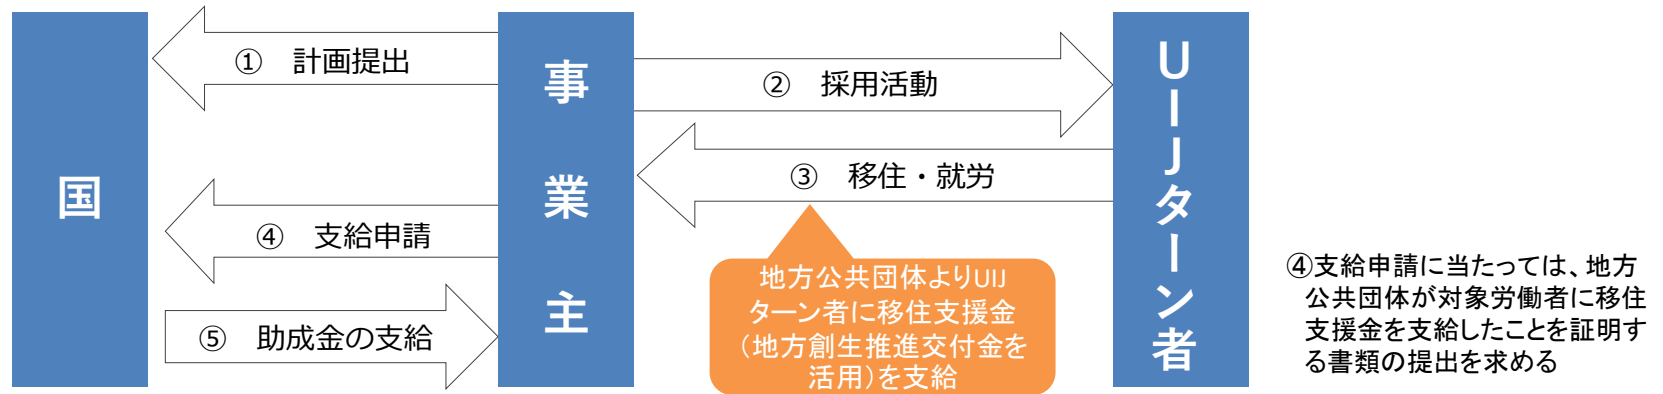 国
① 計画提出
④ 支給申請
⑤ 助成金の支給
事業主
② 採用活動
③ 移住・就労
地方公共団体よりUIJ
ターン者に移住支援金
（地方創生推進交付金を
活用）を支給
UIJターン者
④支給申請に当たっては、地方
公共団体が対象労働者に移住
支援金を支給したことを証明す
る書類の提出を求める